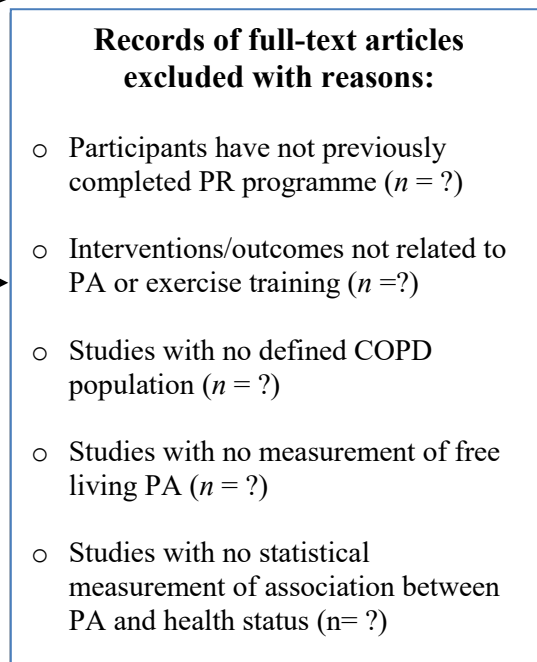 Records of full-text articles
excluded with reasons:
o Participants have not previously
completed PR programme (n = ?)
o Interventions/outcomes not related to
PA or exercise training (n =?)
o Studies with no defined COPD
population (n = ?)
o Studies with no measurement of free
living PA (n = ?)
o Studies with no statistical
measurement of association between
PA and health status (n= ?)